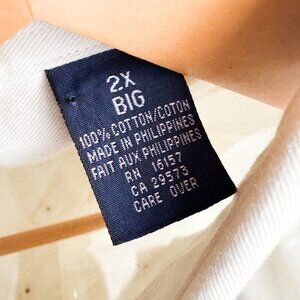 2X
BIG
100% COTTON/COTON
MADE IN PHILIPPINES
FAIT AUX PHILIPPINES
RN 16157
CA 29573
CARE OVER